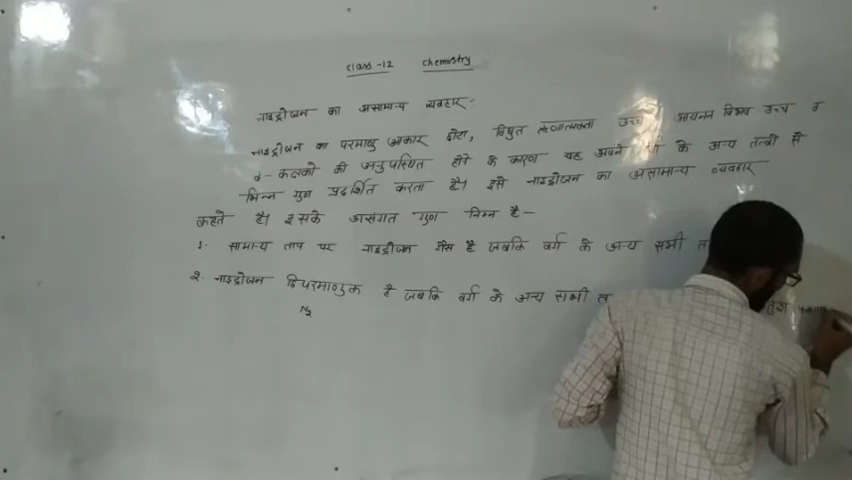 Class -12 Chemistry
नाइट्रोजन का असामान्य व्यवहार -
नाइट्रोजन का परमाणु आकार छोटा, विधुत ऋणात्मकता उच्च आयनन विभव उच्च व
d - कक्षकों की अनुपस्थिति होने के कारण यह अपने के अन्य तत्वों से
भिन्न गुण प्रदर्शित करता है। इसे नाइट्रोजन का असामान्य व्यवहार
कहते है। इसके असंगत गुण निम्न है -
1. सामान्य ताप पर नाइट्रोजन गैस है जबकि वर्ग के अन्य सभी
2. नाइट्रोजन द्विपरमाणुक है जबकि वर्ग के अन्य सभी
N2